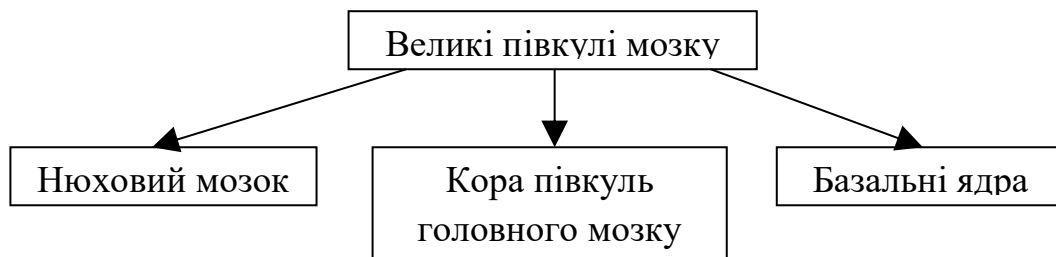 Великі півкулі мозку
Нюховий мозок
Кора півкуль
головного мозку
Базальні ядра